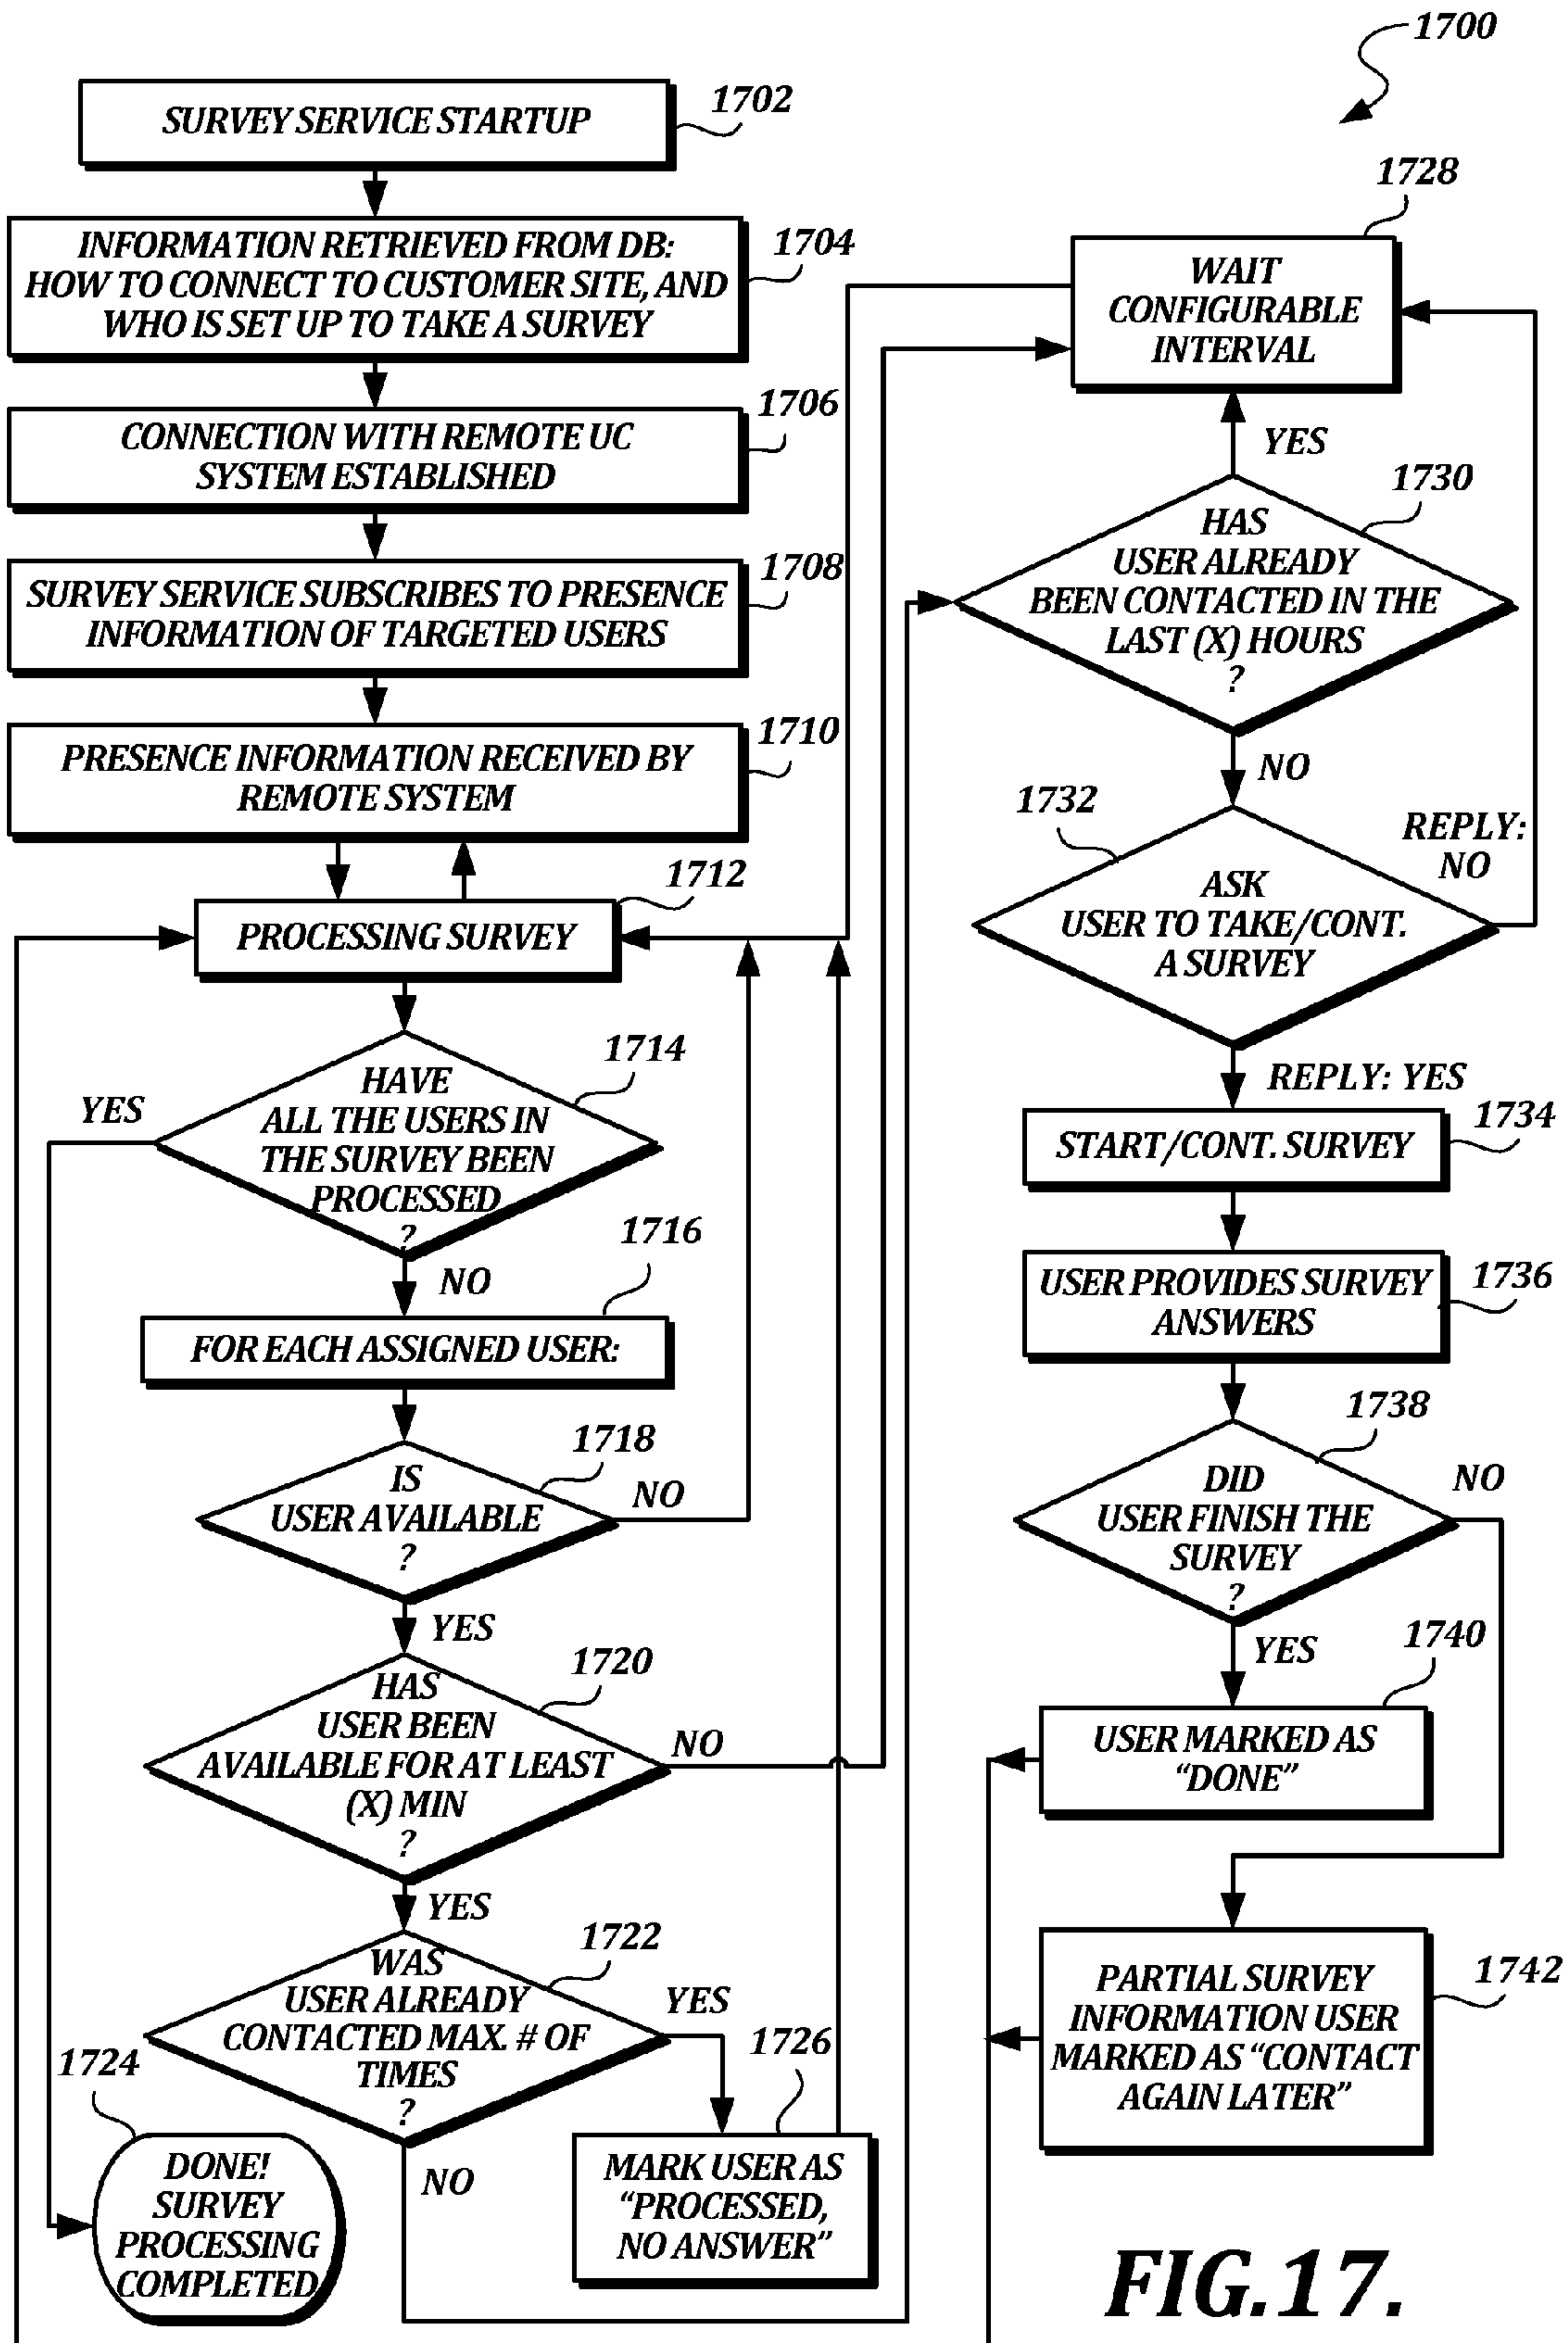 1700
SURVEY SERVICE STARTUP
1702
INFORMATION RETRIEVED FROM DB:
HOW TO CONNECT TO CUSTOMER SITE, AND
WHO IS SET UP TO TAKE A SURVEY
1704
CONNECTION WITH REMOTE UC
SYSTEM ESTABLISHED
1706
SURVEY SERVICE SUBSCRIBES TO PRESENCE
INFORMATION OF TARGETED USERS
1708
PRESENCE INFORMATION RECEIVED BY
REMOTE SYSTEM
1710
PROCESSING SURVEY
1712
HAVE
ALL THE USERS IN
THE SURVEY BEEN
PROCESSED
?
1714
YES
NO
FOR EACH ASSIGNED USER:
1716
IS
USER AVAILABLE
?
1718
NO
YES
HAS
USER BEEN
AVAILABLE FOR AT LEAST
(X) MIN
?
1720
NO
YES
WAS
USER ALREADY
CONTACTED MAX. # OF
TIMES
?
1722
YES
NO
1724
DONE!
SURVEY
PROCESSING
COMPLETED
1726
MARK USER AS
“PROCESSED,
NO ANSWER”
1728
WAIT
CONFIGURABLE
INTERVAL
YES
1730
HAS
USER ALREADY
BEEN CONTACTED IN THE
LAST (X) HOURS
?
NO
1732
ASK
USER TO TAKE/CONT.
A SURVEY
REPLY:
NO
REPLY: YES
START/CONT. SURVEY
1734
USER PROVIDES SURVEY
ANSWERS
1736
DID
USER FINISH THE
SURVEY
?
1738
NO
YES
1740
USER MARKED AS
“DONE”
PARTIAL SURVEY
INFORMATION USER
MARKED AS “CONTACT
AGAIN LATER”
1742
FIG.17.